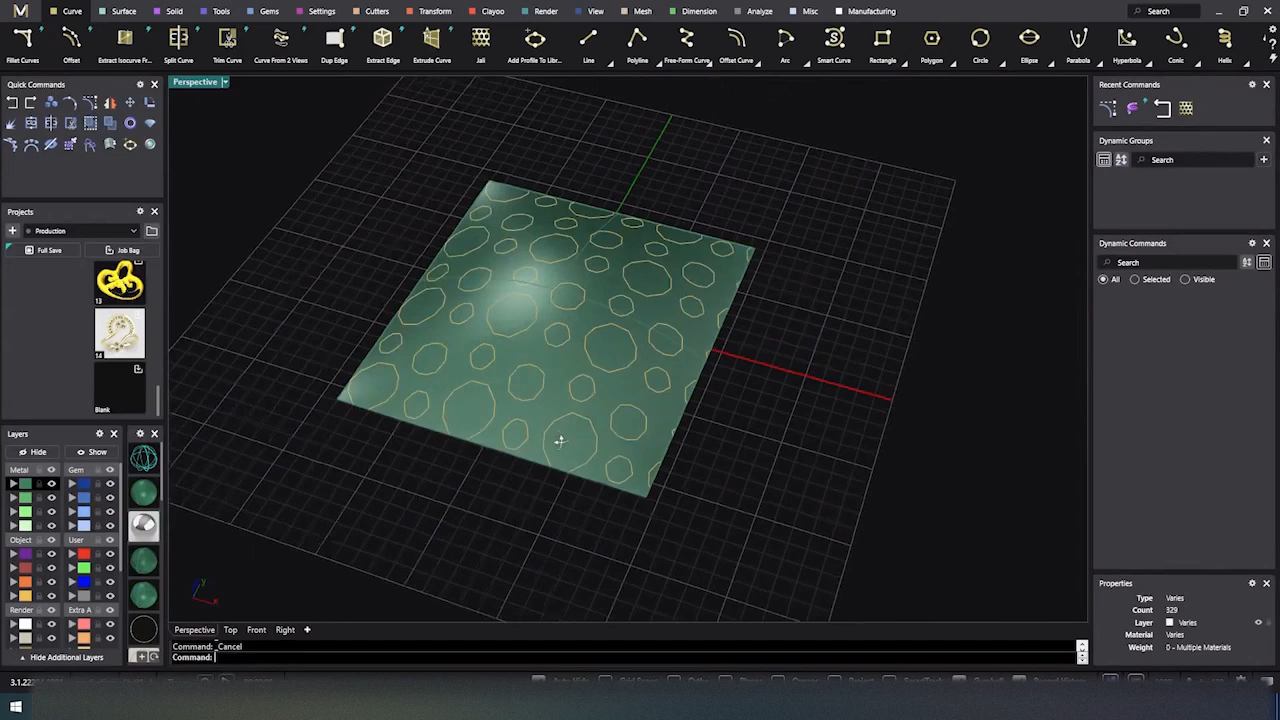 Curve Surface Solid Tools Gems Settings Cutters Transform Clayoo Render View Mesh Dimension Analyze Misc Manufacturing Search
Fillet Curves Offset Extract Isocurve Fr... Split Curve Trim Curve Curve From 2 Views Dup Edge Extract Edge Extrude Curve Jali Add Profile To Libr... Line Polyline Free-Form Curve Offset Curve Arc Smart Curve Rectangle Polygon Circle Ellipse Parabola Hyperbola Conic Helix
Quick Commands
Projects
Production
Full Save Job Bag
13
14
Blank
Layers
Hide Show
Metal Gem
Object User
Render Extra A
Hide Additional Layers
Perspective
y
x
Perspective Top Front Right
Command: _Cancel
Command:
Recent Commands
Dynamic Groups
Search
Dynamic Commands
Search
All Selected Visible
Properties
Type Varies
Count 329
Layer Varies
Material Varies
Weight 0 - Multiple Materials